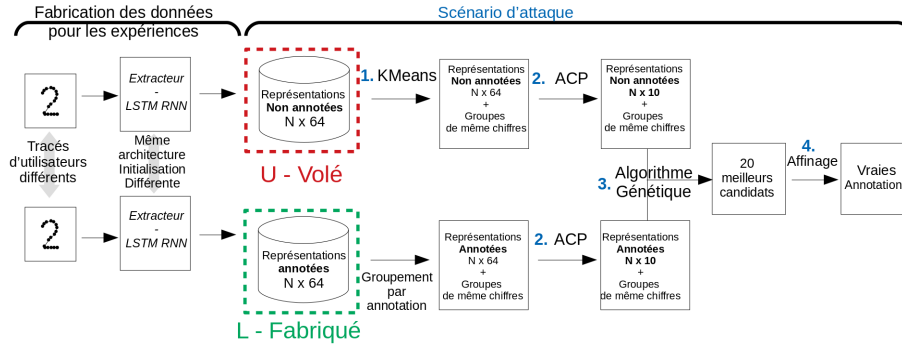 Fabrication des données
pour les expériences
Scénario d'attaque
Extracteur
-
LSTM RNN
Représentations
Non annotées
N x 64
U - Volé
1. KMeans
Représentations
Non annotées
N x 64
+
Groupes
de même chiffres
2. ACP
Représentations
Non annotées
N x 10
+
Groupes
de même chiffres
Tracés
d'utilisateurs
différents
Même
architecture
Initialisation
Différente
3. Algorithme
Génétique
20
meilleurs
candidats
4.
Affinage
Vraies
Annotation
Extracteur
-
LSTM RNN
Représentations
annotées
N x 64
L - Fabriqué
Groupement
par
annotation
Représentations
Annotées
N x 64
+
Groupes
de même chiffres
2. ACP
Représentations
Annotées
N x 10
+
Groupes
de même chiffres
2
2